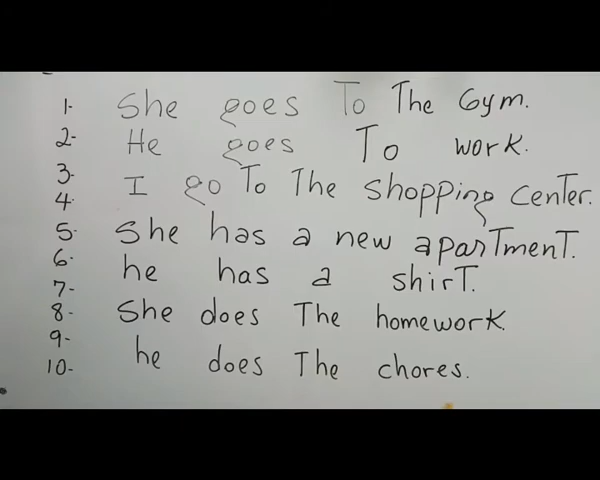 1- She goes To The Gym.
2- He goes To work.
3-
4- I go To The shopping cenTer.
5- She has a new aparTmenT.
6- he has a shirT.
7-
8- She does The homework.
9-
10- he does The chores.